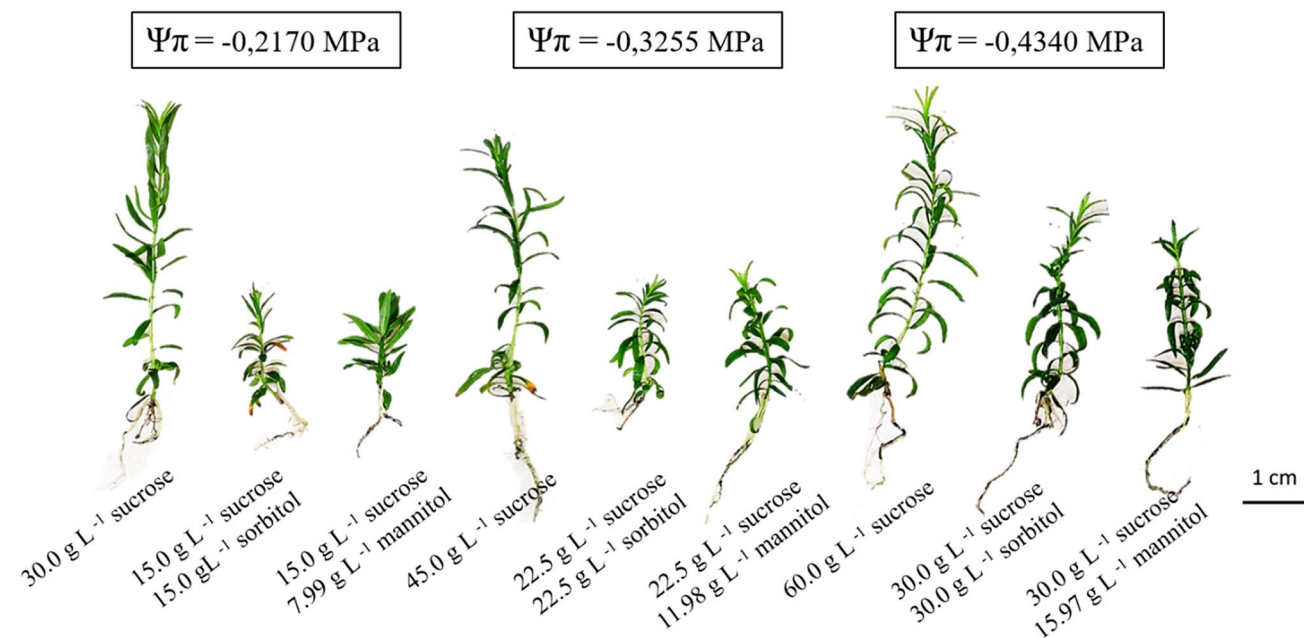 Ψπ = -0,2170 MPa
Ψπ = -0,3255 MPa
Ψπ = -0,4340 MPa
1 cm
30.0 g L⁻¹ sucrose
15.0 g L⁻¹ sucrose
15.0 gL⁻¹ sorbitol
15.0 g L⁻¹ sucrose
7.99 g L⁻¹ mannitol
45.0 g L⁻¹ sucrose
22.5 g L⁻¹ sucrose
22.5 g L⁻¹ sorbitol
22.5 g L⁻¹ sucrose
11.98 g L⁻¹ mannitol
60.0 g L⁻¹ sucrose
30.0 g L⁻¹ sucrose
30.0 g L⁻¹ sorbitol
30.0 g L⁻¹ sucrose
15.97 g L⁻¹ mannitol